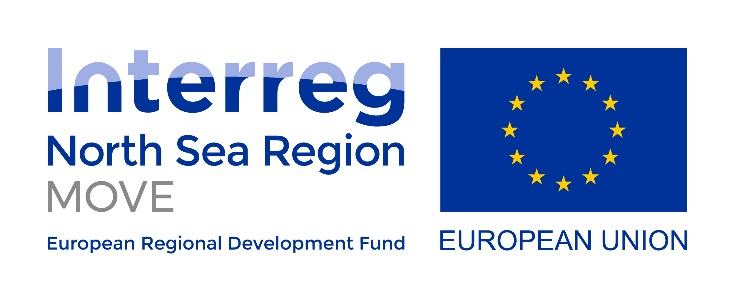 Interreg
North Sea Region
MOVE
European Regional Development Fund
EUROPEAN UNION